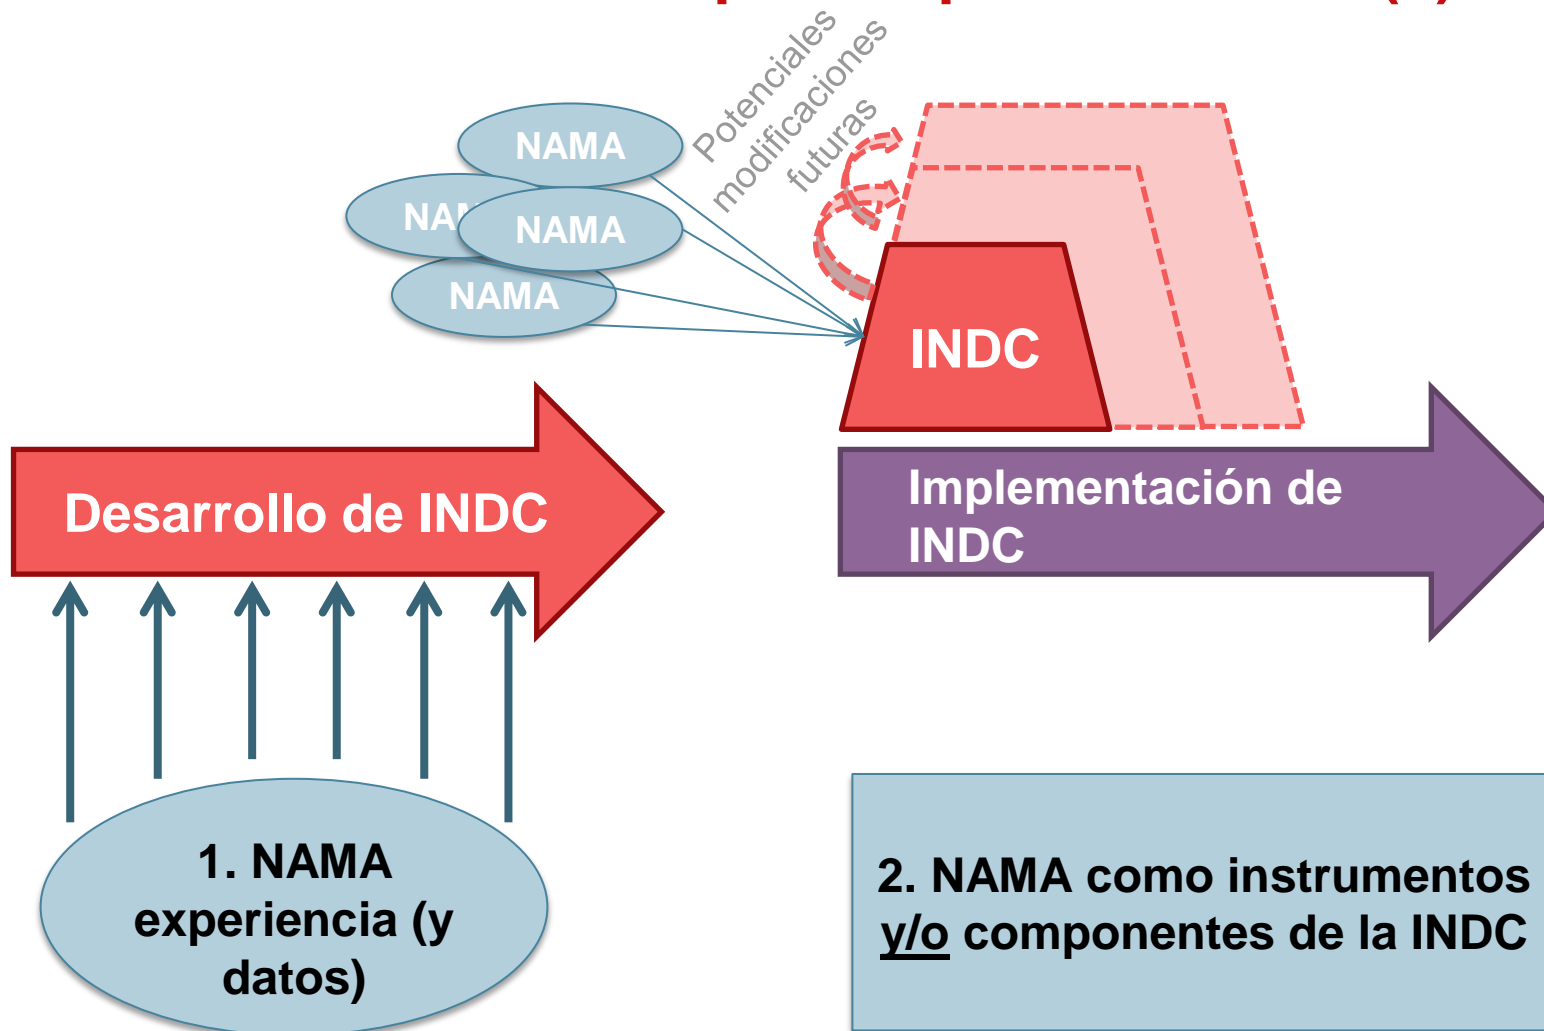 NAMA
NAMA
NAMA
Potenciales
modificaciones
futuras
INDC
Desarrollo de INDC
Implementación de
INDC
1. NAMA
experiencia (y
datos)
2. NAMA como instrumentos
y/o componentes de la INDC